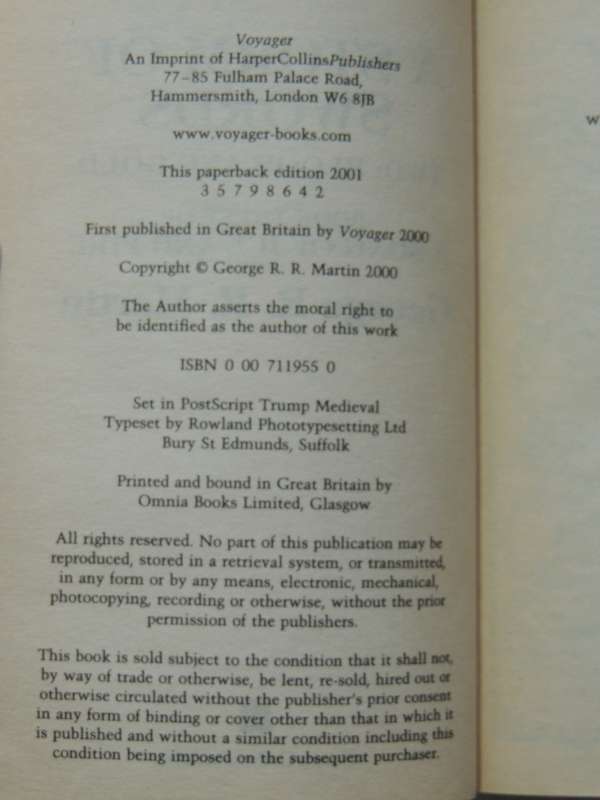 Voyager
An Imprint of HarperCollinsPublishers
77–85 Fulham Palace Road,
Hammersmith, London W6 8JB
www.voyager-books.com
This paperback edition 2001
3 5 7 9 8 6 4 2
First published in Great Britain by Voyager 2000
Copyright © George R. R. Martin 2000
The Author asserts the moral right to
be identified as the author of this work
ISBN 0 00 711955 0
Set in PostScript Trump Medieval
Typeset by Rowland Phototypesetting Ltd
Bury St Edmunds, Suffolk
Printed and bound in Great Britain by
Omnia Books Limited, Glasgow
All rights reserved. No part of this publication may be
reproduced, stored in a retrieval system, or transmitted,
in any form or by any means, electronic, mechanical,
photocopying, recording or otherwise, without the prior
permission of the publishers.
This book is sold subject to the condition that it shall not,
by way of trade or otherwise, be lent, re-sold, hired out or
otherwise circulated without the publisher's prior consent
in any form of binding or cover other than that in which it
is published and without a similar condition including this
condition being imposed on the subsequent purchaser.